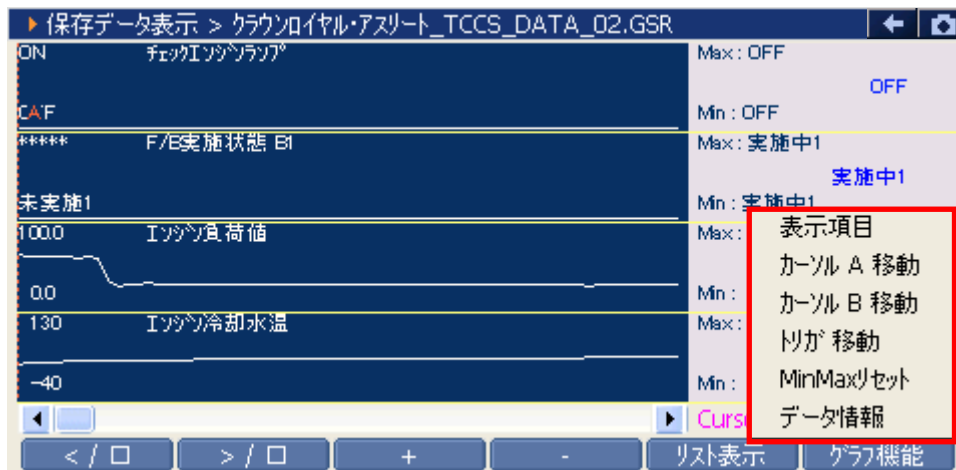 保存データ表示 > クラウンロイヤル・アスリート_TCCS_DATA_02.GSR
ON チェックエンジンランプ Max : OFF
OFF
Min : OFF
***** F/B実施状態 B1 Max : 実施中1
実施中1
未実施1 Min : 実施中1
100.0 エンジン負荷値 Max :
0.0 Min :
130 エンジン冷却水温 Max :
-40 Min :
表示項目
カーソル A 移動
カーソル B 移動
トリガ 移動
MinMaxリセット
データ情報
Curs
< / ロ > / ロ + - リスト表示 グラフ機能